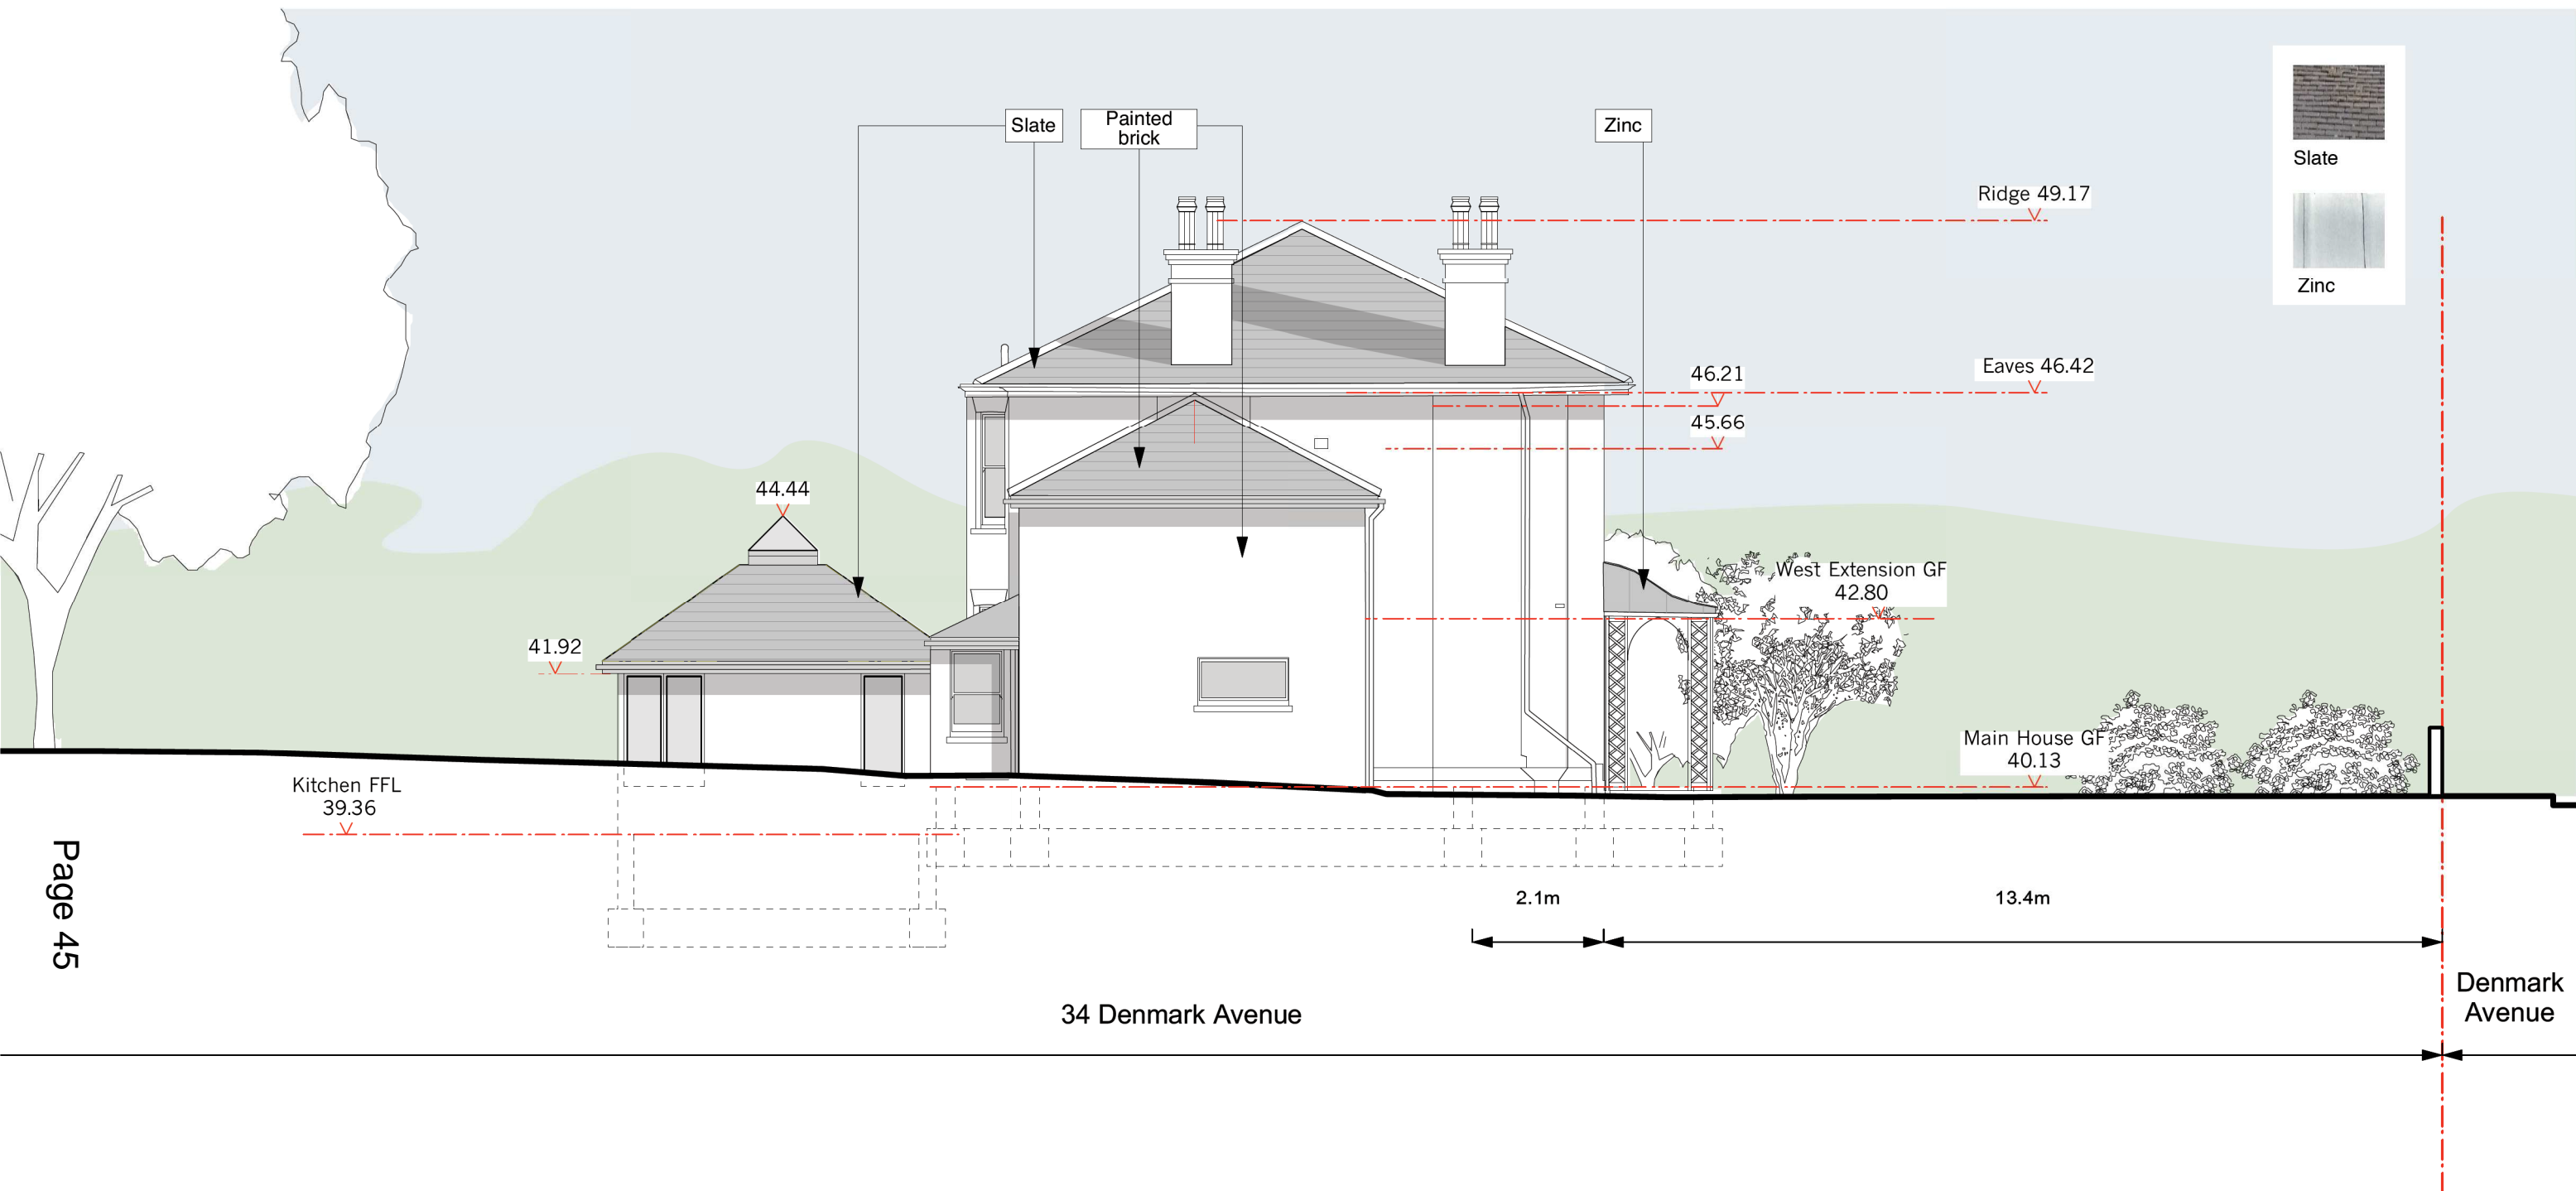 Slate
Painted
brick
Zinc
Slate
Zinc
Ridge 49.17
Eaves 46.42
46.21
45.66
44.44
West Extension GF
42.80
41.92
Main House GF
40.13
Kitchen FFL
39.36
Page 45
2.1m
13.4m
34 Denmark Avenue
Denmark
Avenue